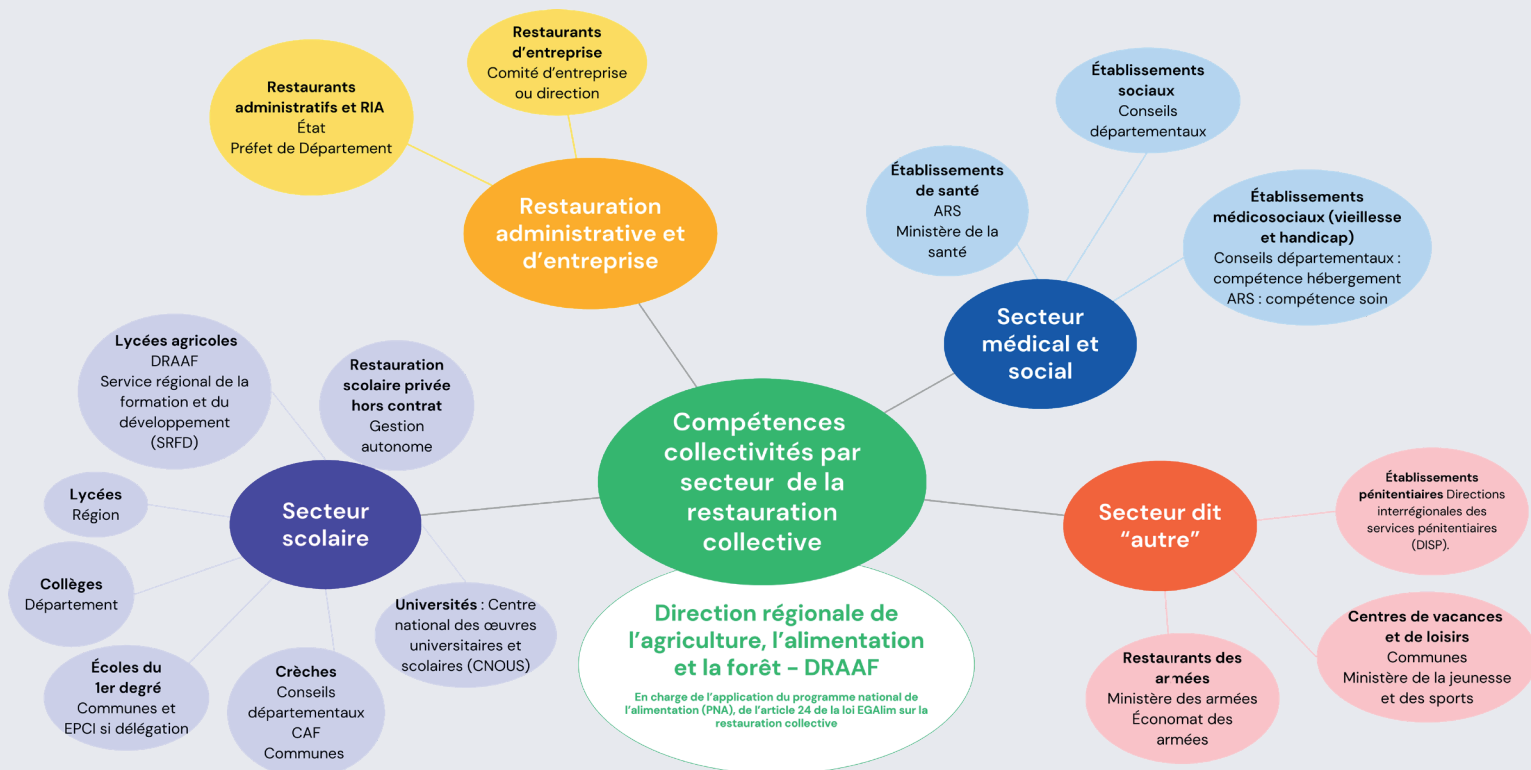 Restaurants
d’entreprise
Comité d’entreprise
ou direction
Restaurants
administratifs et RIA
État
Préfet de Département
Restauration
administrative et
d’entreprise
Établissements
sociaux
Conseils
départementaux
Établissements
de santé
ARS
Ministère de la
santé
Établissements
médicosociaux (vieillesse
et handicap)
Conseils départementaux :
compétence hébergement
ARS : compétence soin
Secteur
médical et
social
Lycées agricoles
DRAAF
Service régional de la
formation et du
développement
(SRFD)
Restauration
scolaire privée
hors contrat
Gestion
autonome
Lycées
Région
Secteur
scolaire
Collèges
Département
Écoles du
1er degré
Communes et
EPCI si délégation
Crèches
Conseils
départementaux
CAF
Communes
Universités : Centre
national des œuvres
universitaires et
scolaires (CNOUS)
Compétences
collectivités par
secteur de la
restauration
collective
Direction régionale de
l’agriculture, l’alimentation
et la forêt – DRAAF
En charge de l’application du programme national de
l’alimentation (PNA), de l’article 24 de la loi EGAlim sur la
restauration collective
Secteur dit
“autre”
Établissements
pénitentiaires Directions
interrégionales des
services pénitentiaires
(DISP).
Centres de vacances
et de loisirs
Communes
Ministère de la jeunesse
et des sports
Restaurants des
armées
Ministère des armées
Économat des
armées